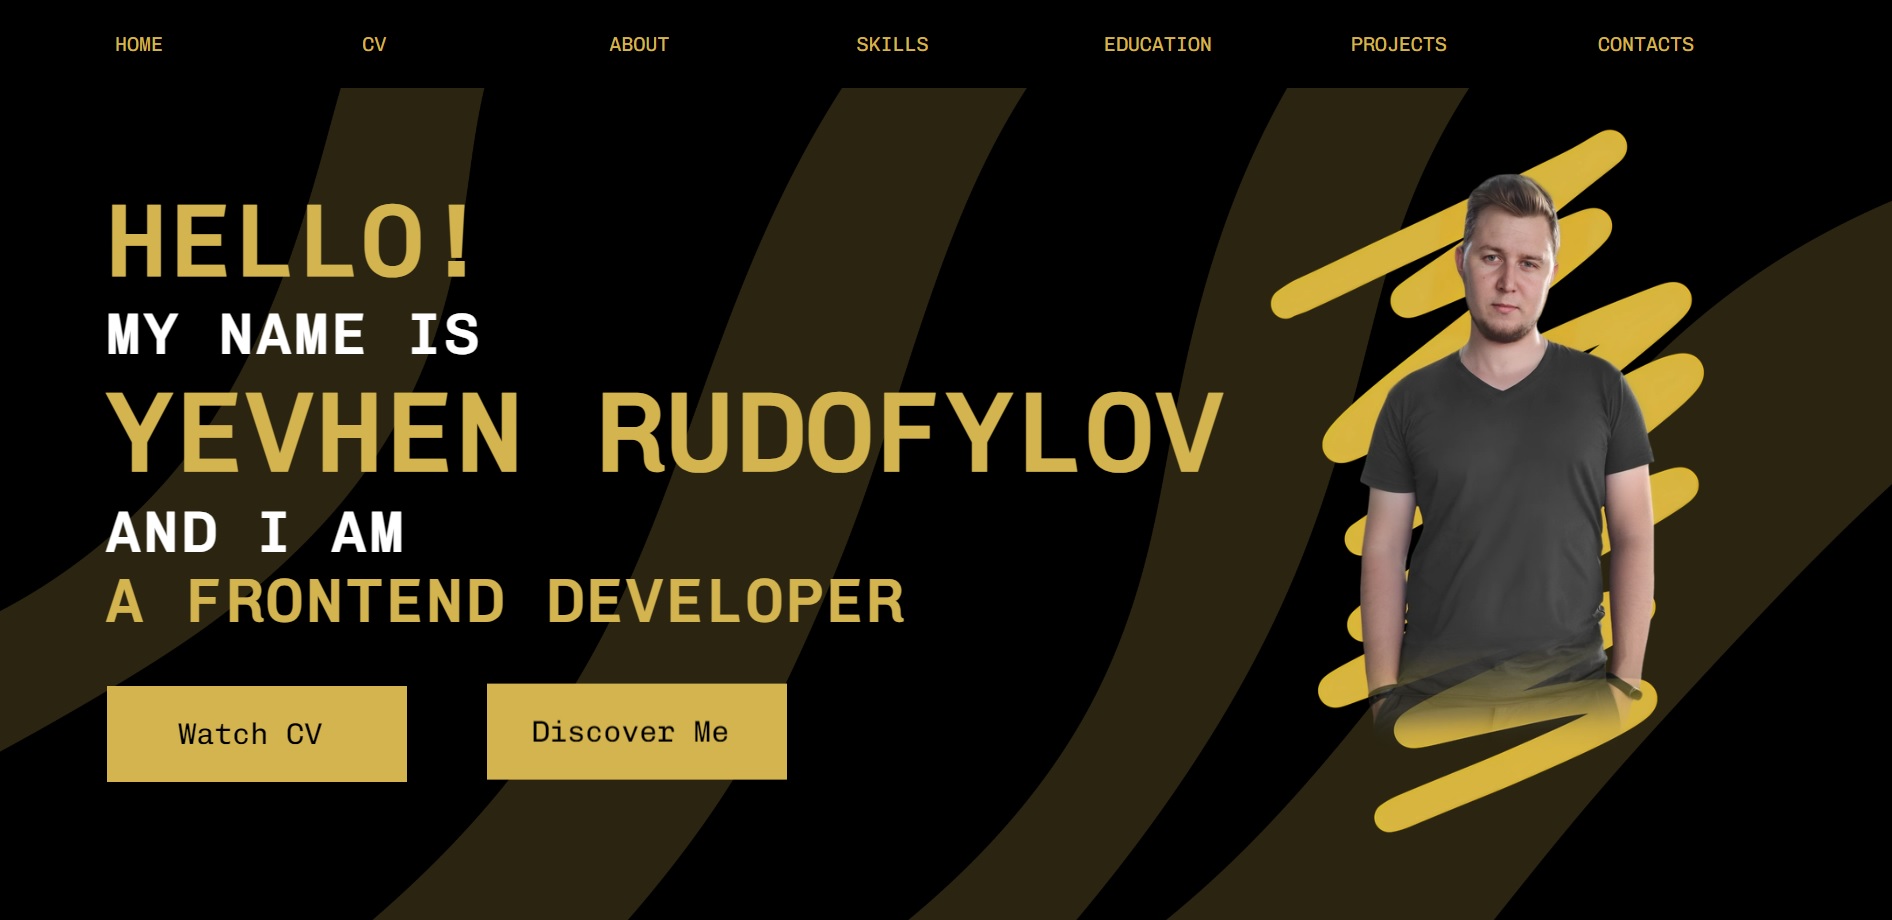 HOME CV ABOUT SKILLS EDUCATION PROJECTS CONTACTS
HELLO!
MY NAME IS
YEVHEN RUDOFYLOV
AND I AM
A FRONTEND DEVELOPER
Watch CV Discover Me